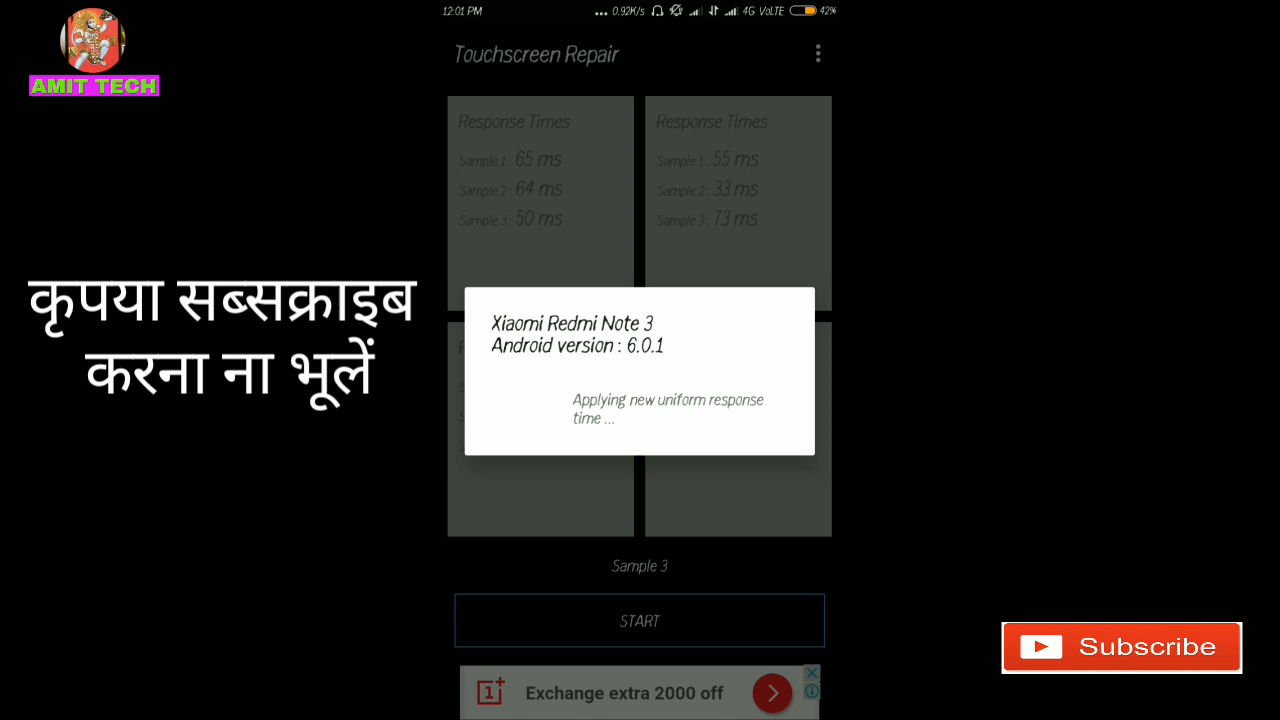 12:01 PM
... 0.92K/s 4G VoLTE 42%
AMIT TECH
Touchscreen Repair
Response Times
Sample 1 : 65 ms
Sample 2 : 64 ms
Sample 3 : 50 ms
Response Times
Sample 1 : 55 ms
Sample 2 : 33 ms
Sample 3 : 73 ms
कृपया सब्सक्राइब
करना ना भूलें
Xiaomi Redmi Note 3
Android version : 6.0.1
Applying new uniform response
time ...
Sample 3
START
Exchange extra 2000 off
Subscribe